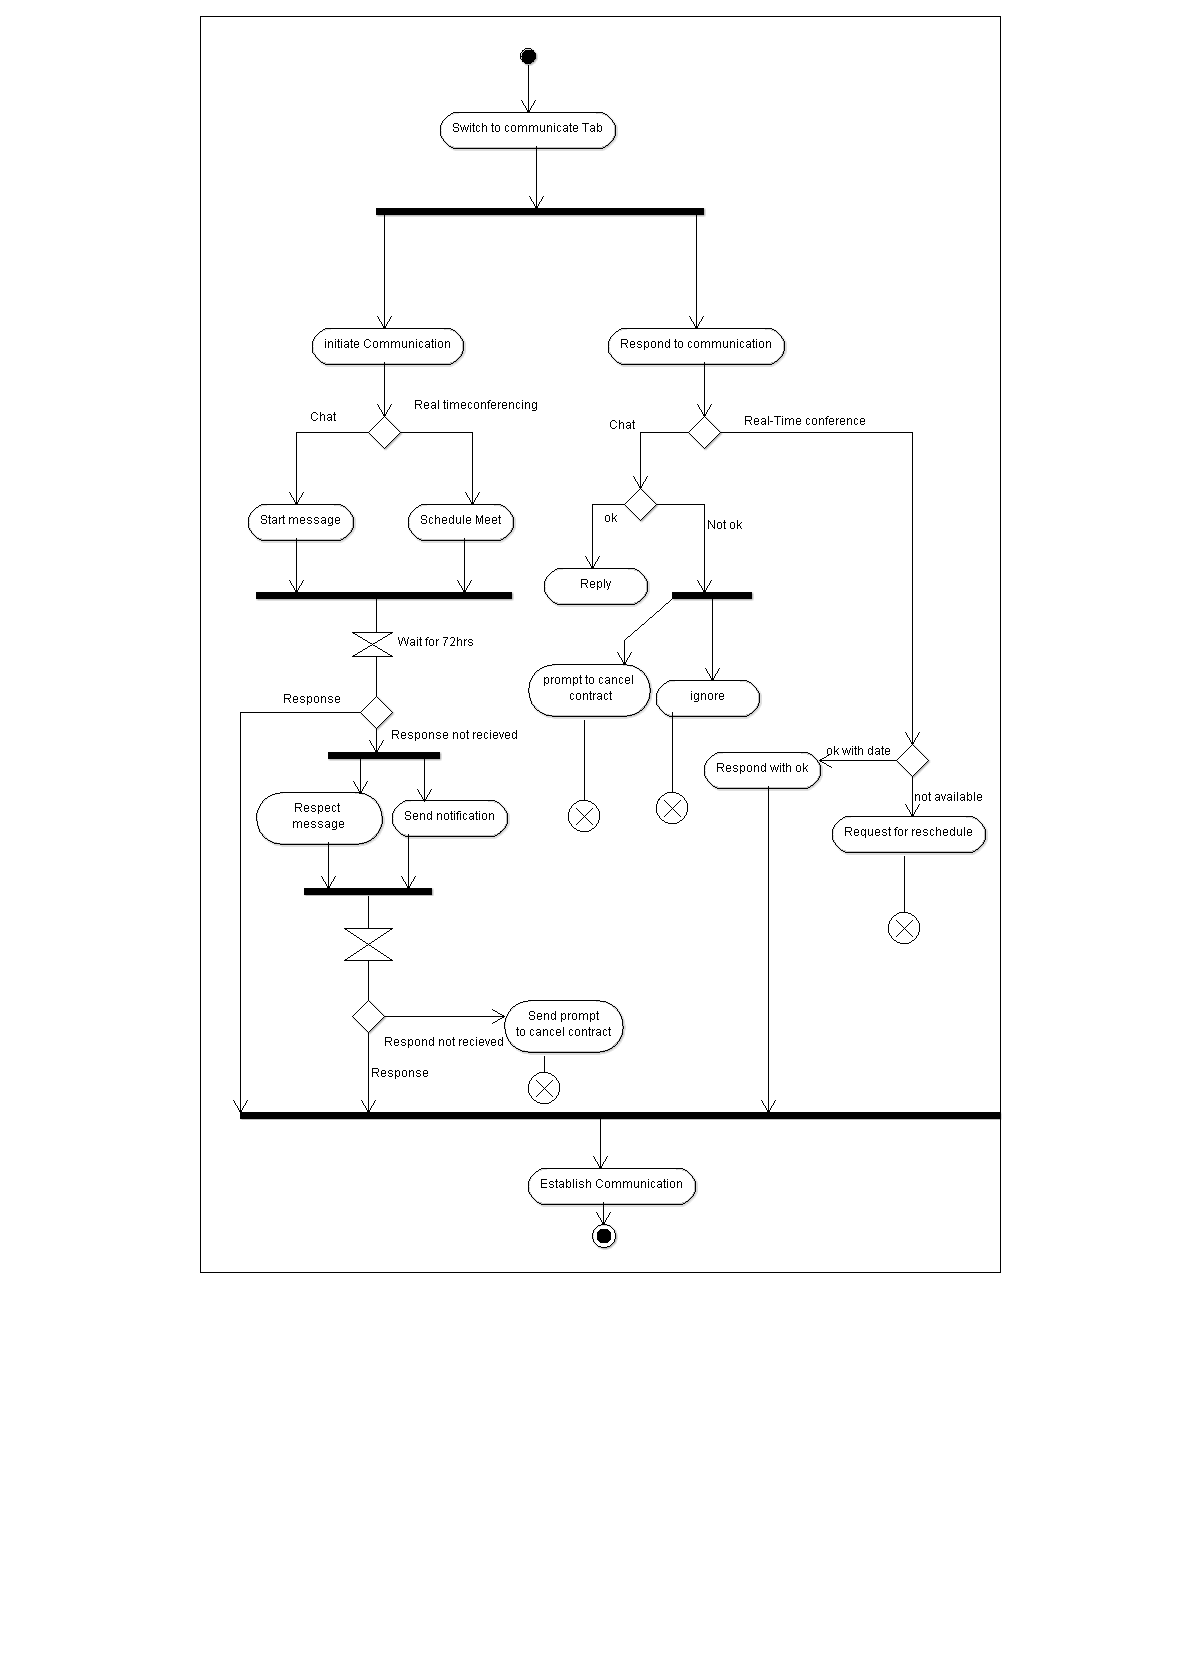 Switch to communicate Tab
initiate Communication
Respond to communication
Chat
Real timeconferencing
Chat
Real-Time conference
Start message
Schedule Meet
ok
Not ok
Reply
Wait for 72hrs
prompt to cancel
contract
ignore
Response
Response not recieved
ok with date
Respond with ok
not available
Respect
message
Send notification
Request for reschedule
Send prompt
to cancel contract
Respond not recieved
Response
Establish Communication